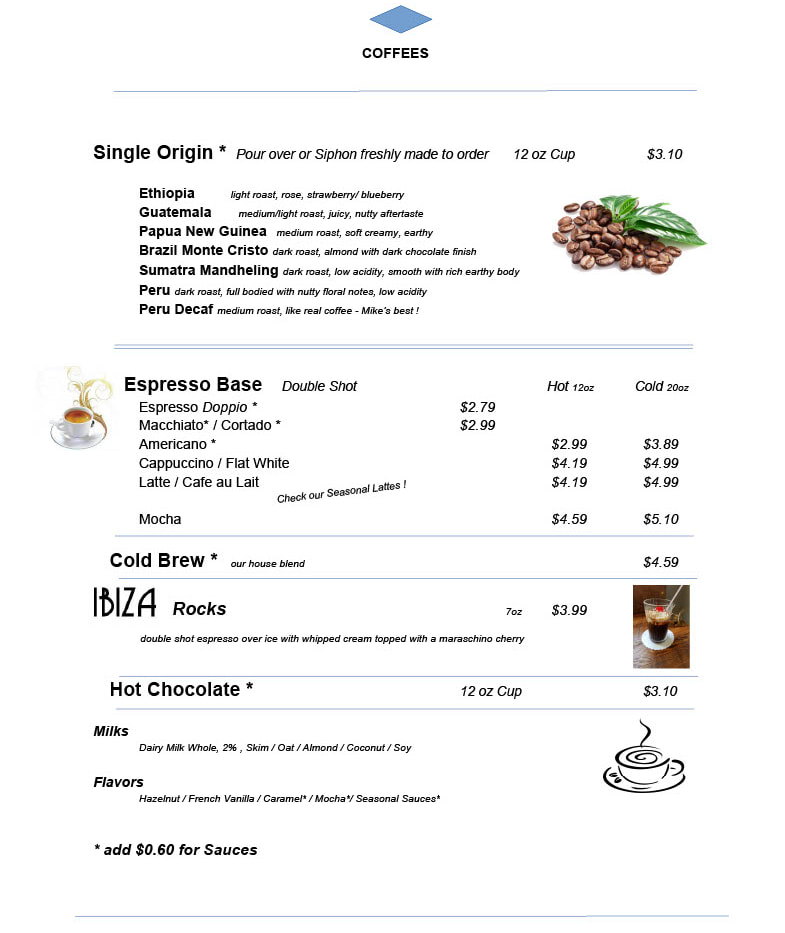 COFFEES
Single Origin * Pour over or Siphon freshly made to order 12 oz Cup $3.10
Ethiopia light roast, rose, strawberry/ blueberry
Guatemala medium/light roast, juicy, nutty aftertaste
Papua New Guinea medium roast, soft creamy, earthy
Brazil Monte Cristo dark roast, almond with dark chocolate finish
Sumatra Mandheling dark roast, low acidity, smooth with rich earthy body
Peru dark roast, full bodied with nutty floral notes, low acidity
Peru Decaf medium roast, like real coffee - Mike's best !
Espresso Base Double Shot Hot 12oz Cold 20oz
Espresso Doppio * $2.79
Macchiato* / Cortado * $2.99
Americano * $2.99 $3.89
Cappuccino / Flat White $4.19 $4.99
Latte / Cafe au Lait $4.19 $4.99
Check our Seasonal Lattes !
Mocha $4.59 $5.10
Cold Brew * our house blend $4.59
IBIZA Rocks 7oz $3.99
double shot espresso over ice with whipped cream topped with a maraschino cherry
Hot Chocolate * 12 oz Cup $3.10
Milks
Dairy Milk Whole, 2% , Skim / Oat / Almond / Coconut / Soy
Flavors
Hazelnut / French Vanilla / Caramel* / Mocha*/ Seasonal Sauces*
* add $0.60 for Sauces